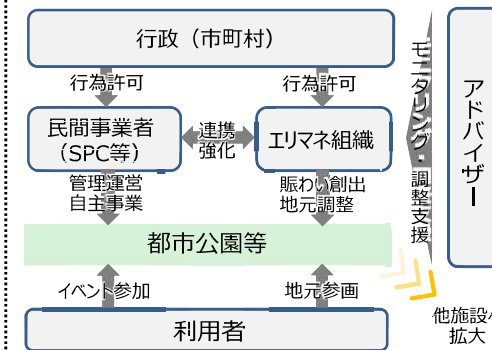 行政（市町村）
行為許可
行為許可
民間事業者
（SPC等）
連携
強化
エリマネ組織
モニタリング・調整支援
アドバイザー
管理運営
自主事業
賑わい創出
地元調整
都市公園等
イベント参加
地元参画
利用者
他施設へ
拡大